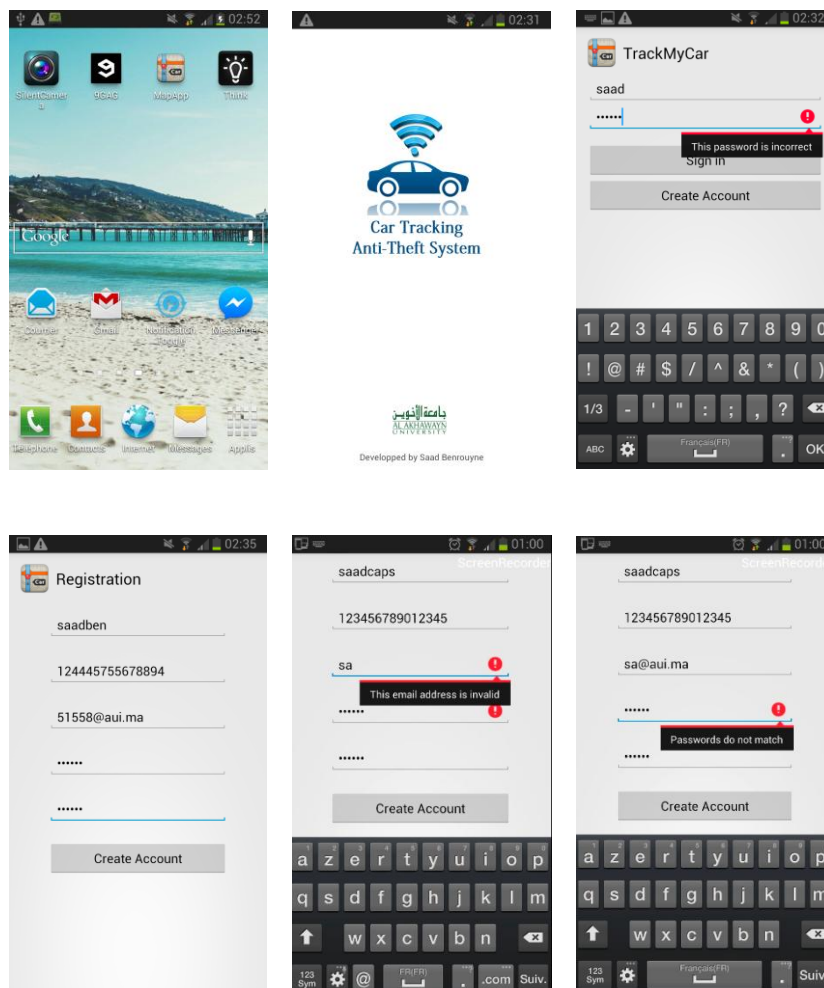 02:52
SilentCamera
9GAG
MapApp
Think
Google
Courrier
Gmail
Notification Toggle
Messenger
Téléphone
Contacts
Internet
Messages
Applis
02:31
Car Tracking
Anti-Theft System
جامعة الأخوين
AL AKHAWAYN
UNIVERSITY
Developped by Saad Benrouyne
02:32
TrackMyCar
saad
••••••
This password is incorrect
Sign in
Create Account
1 2 3 4 5 6 7 8 9 0
! @ # $ / ^ & * ( )
1/3 - ' " : ; , ?
ABC Français(FR) . OK
02:35
Registration
saadben
124445755678894
51558@aui.ma
••••••
••••••
Create Account
01:00
ScreenRecorder
saadcaps
123456789012345
sa
This email address is invalid
••••••
••••••
Create Account
a z e r t y u i o p
q s d f g h j k l m
w x c v b n
123 Sym @ FR(FR) . .com Suiv.
01:00
ScreenRecorde
saadcaps
123456789012345
sa@aui.ma
••••••
Passwords do not match
••••••
Create Account
a z e r t y u i o p
q s d f g h j k l m
w x c v b n
123 Sym Français(FR) . Suiv